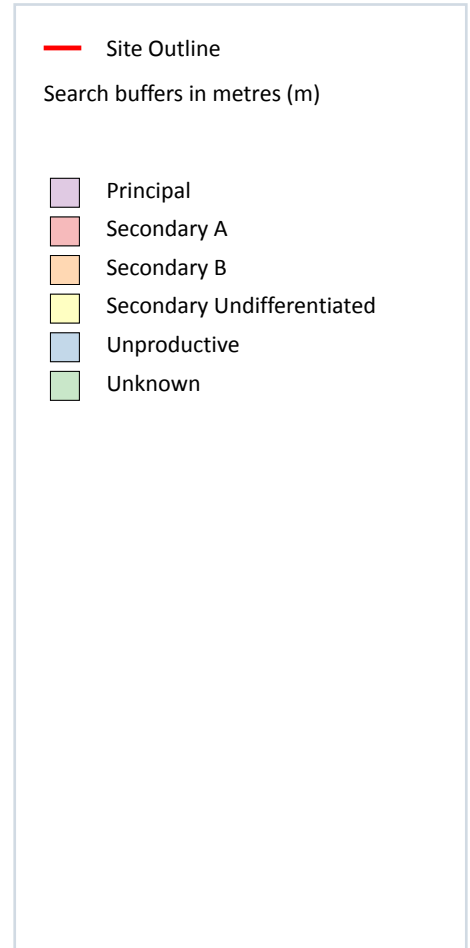 Site Outline
Search buffers in metres (m)
Principal
Secondary A
Secondary B
Secondary Undifferentiated
Unproductive
Unknown